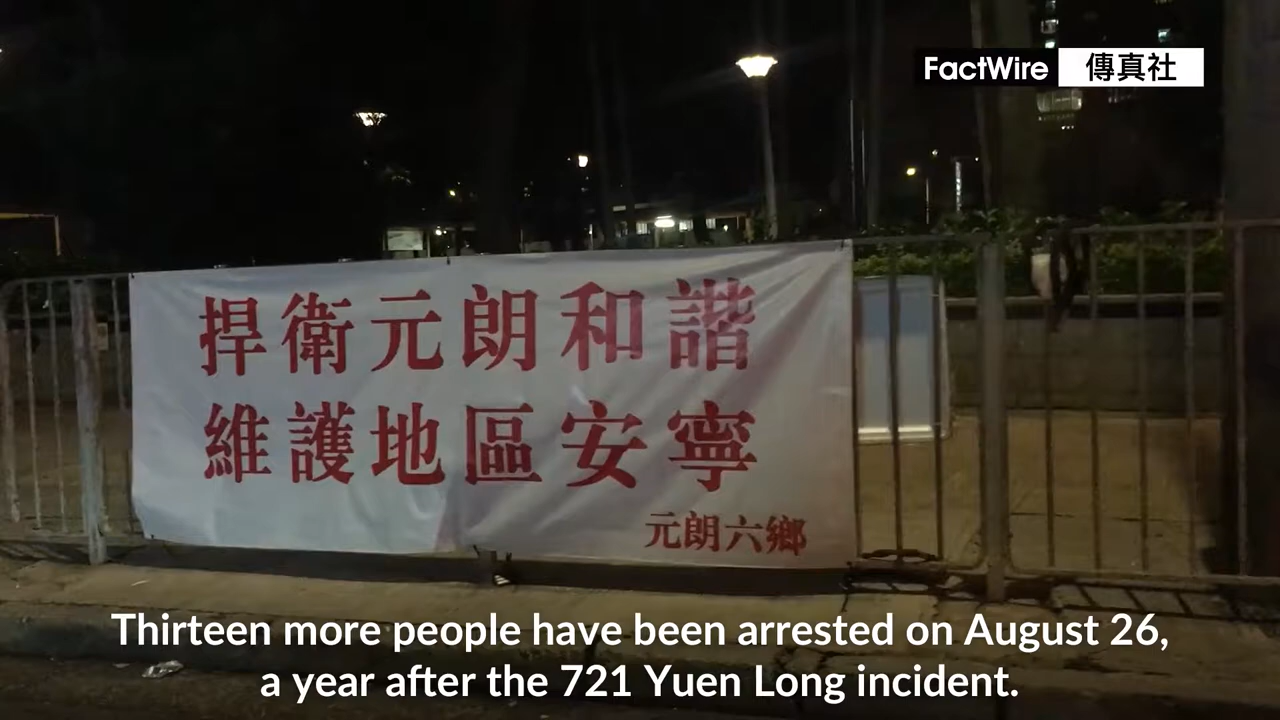 FactWire 傳真社
捍衛元朗和諧
維護地區安寧
元朗六鄉
Thirteen more people have been arrested on August 26,
a year after the 721 Yuen Long incident.